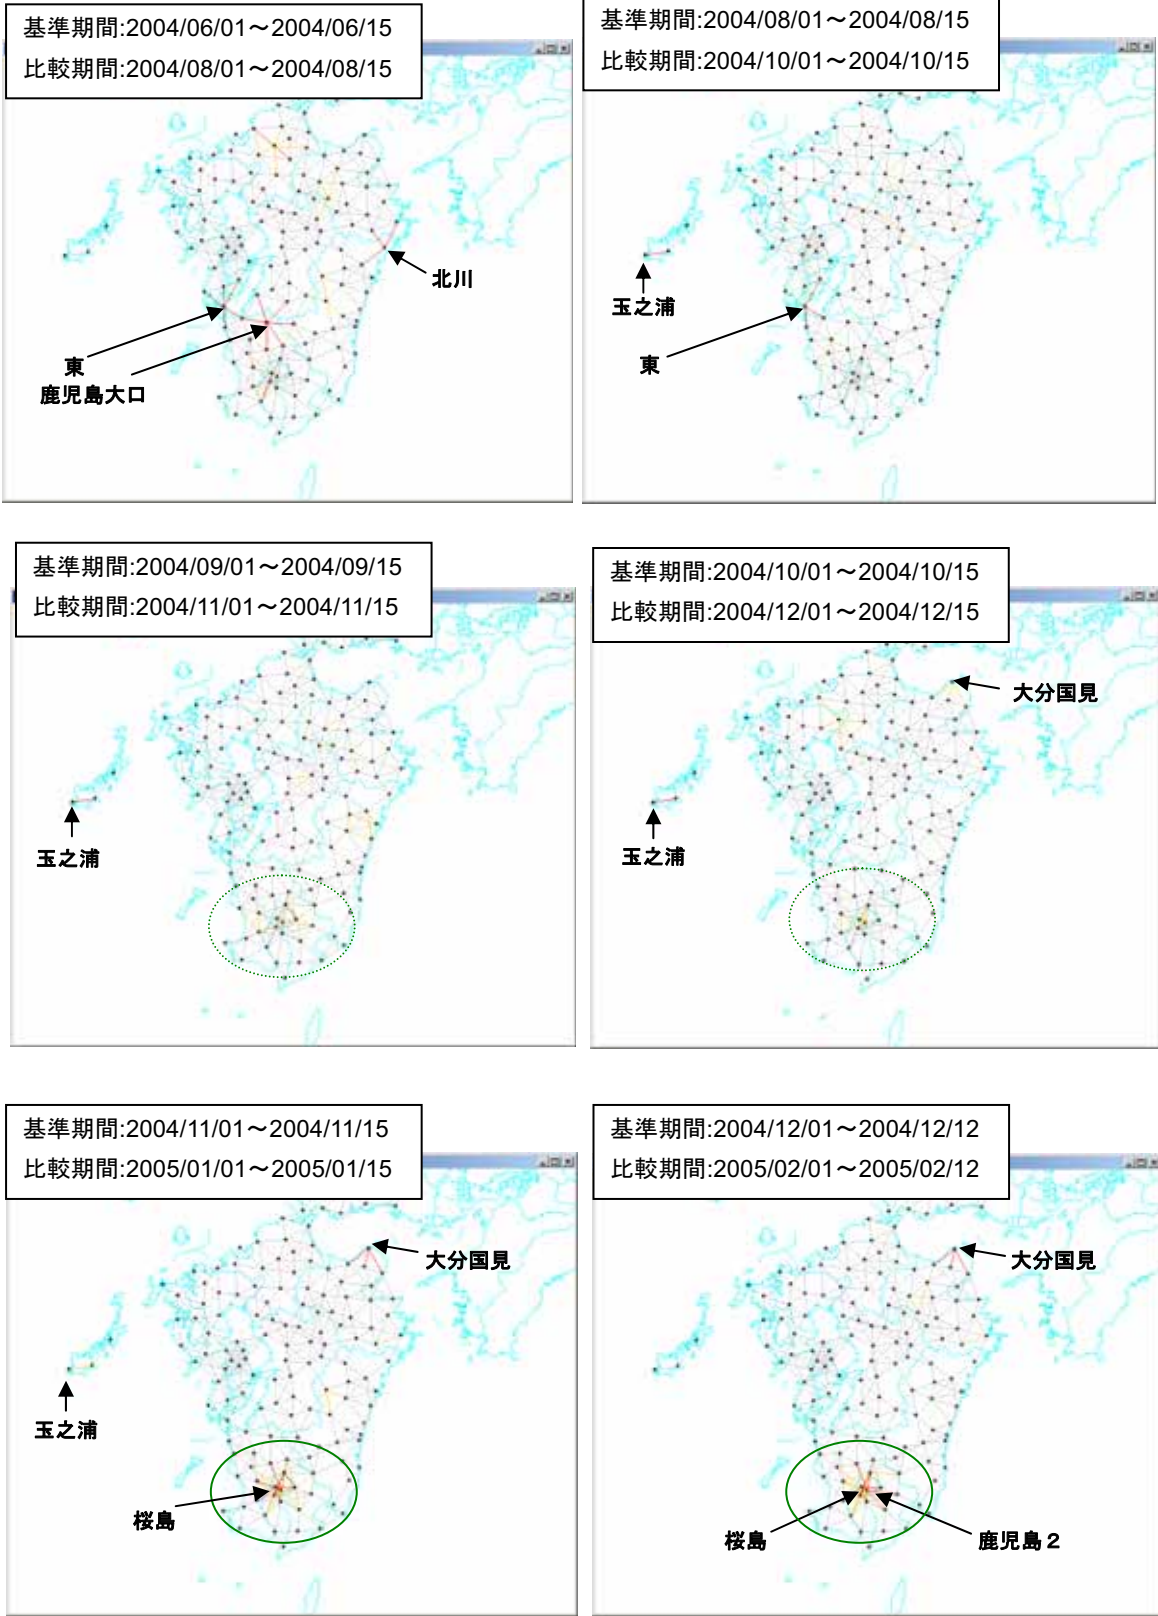 基準期間:2004/06/01～2004/06/15
比較期間:2004/08/01～2004/08/15
北川
東
鹿児島大口
基準期間:2004/08/01～2004/08/15
比較期間:2004/10/01～2004/10/15
玉之浦
東
基準期間:2004/09/01～2004/09/15
比較期間:2004/11/01～2004/11/15
玉之浦
基準期間:2004/10/01～2004/10/15
比較期間:2004/12/01～2004/12/15
大分国見
玉之浦
基準期間:2004/11/01～2004/11/15
比較期間:2005/01/01～2005/01/15
大分国見
玉之浦
桜島
基準期間:2004/12/01～2004/12/12
比較期間:2005/02/01～2005/02/12
大分国見
桜島
鹿児島２